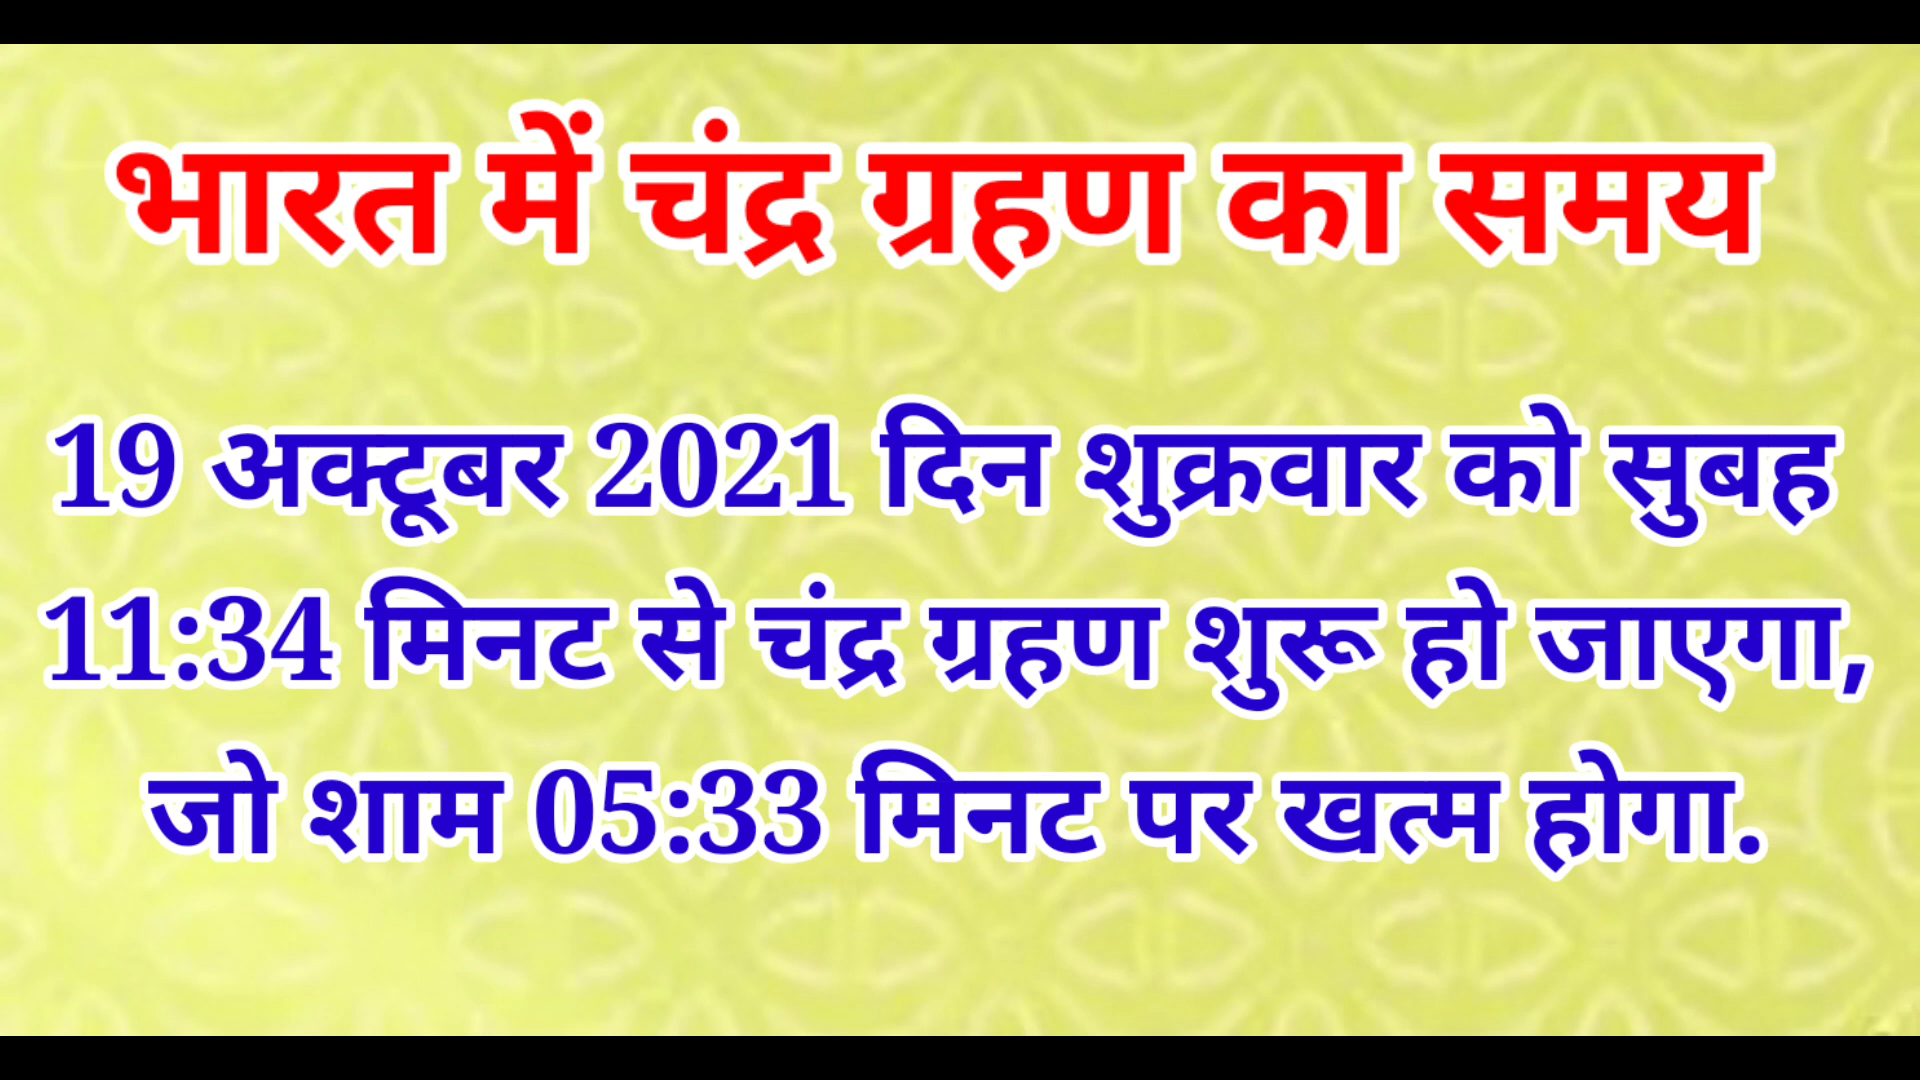 भारत में चंद्र ग्रहण का समय
19 अक्टूबर 2021 दिन शुक्रवार को सुबह
11:34 मिनट से चंद्र ग्रहण शुरू हो जाएगा,
जो शाम 05:33 मिनट पर खत्म होगा.